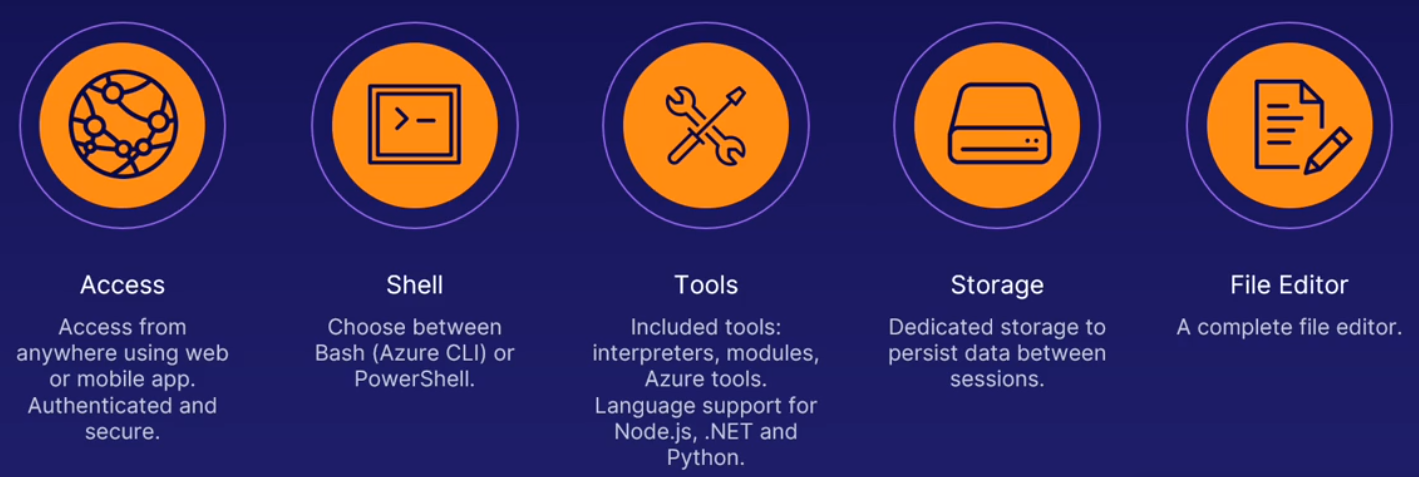 Access
Access from
anywhere using web
or mobile app.
Authenticated and
secure.
Shell
Choose between
Bash (Azure CLI) or
PowerShell.
Tools
Included tools:
interpreters, modules,
Azure tools.
Language support for
Node.js, .NET and
Python.
Storage
Dedicated storage to
persist data between
sessions.
File Editor
A complete file editor.